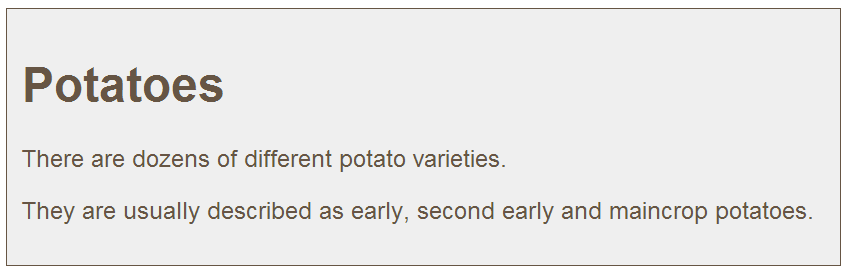 Potatoes
There are dozens of different potato varieties.
They are usually described as early, second early and maincrop potatoes.